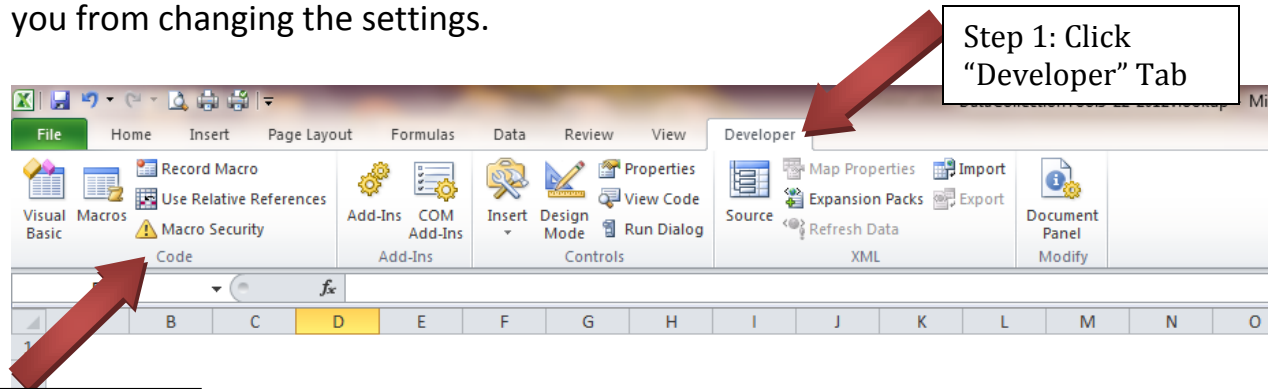 you from changing the settings.
Step 1: Click
“Developer” Tab
File Home Insert Page Layout Formulas Data Review View Developer
Record Macro
Use Relative References
Macro Security
Visual Basic
Macros
Code
Add-Ins
COM Add-Ins
Add-Ins
Insert
Design Mode
Properties
View Code
Run Dialog
Controls
Source
Map Properties
Expansion Packs
Refresh Data
Import
Export
XML
Document Panel
Modify
fx
B C D E F G H I J K L M N O
1